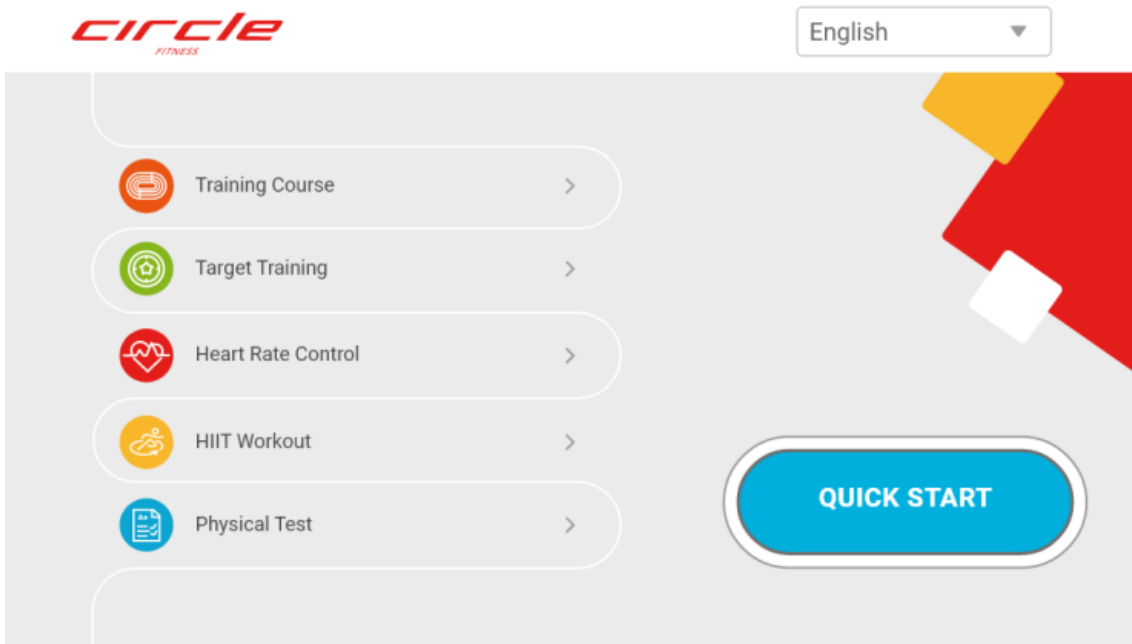 circle
FITNESS
English
Training Course
Target Training
Heart Rate Control
HIIT Workout
Physical Test
QUICK START
A+